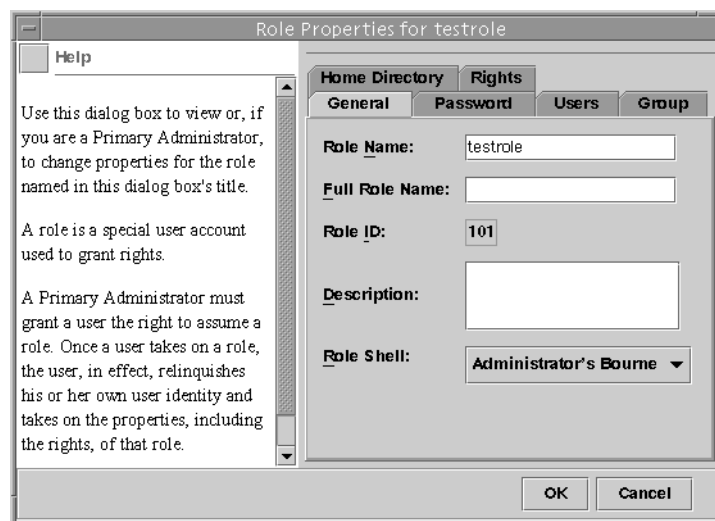 Role Properties for testrole
Help
Use this dialog box to view or, if
you are a Primary Administrator,
to change properties for the role
named in this dialog box's title.
A role is a special user account
used to grant rights.
A Primary Administrator must
grant a user the right to assume a
role. Once a user takes on a role,
the user, in effect, relinquishes
his or her own user identity and
takes on the properties, including
the rights, of that role.
Home Directory Rights
General Password Users Group
Role Name: testrole
Full Role Name:
Role ID: 101
Description:
Role Shell: Administrator's Bourne
OK Cancel